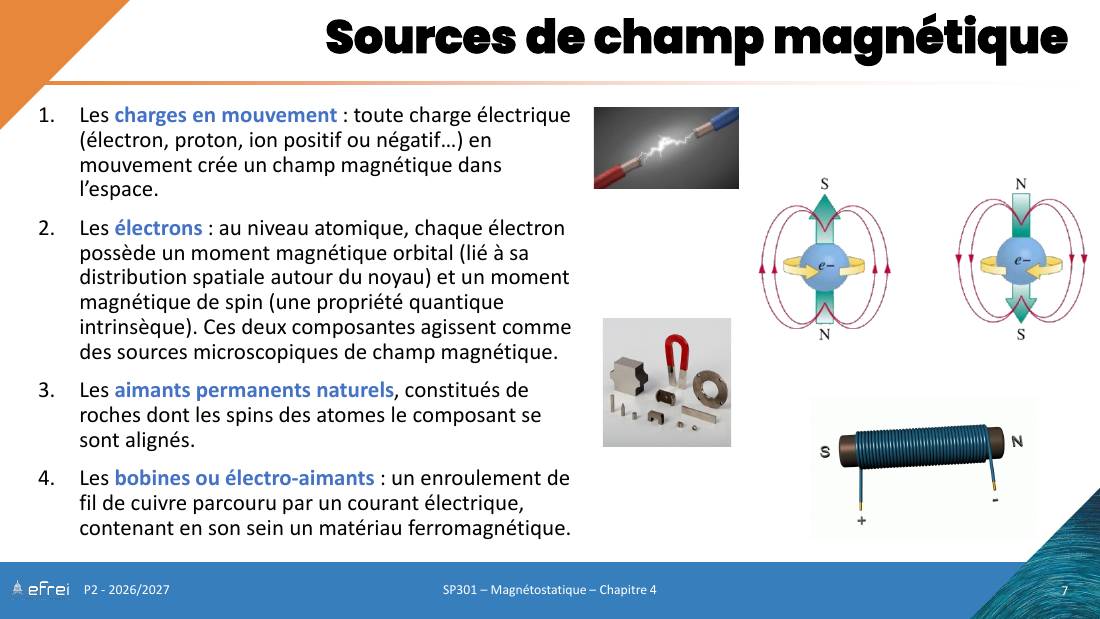 Sources de champ magnétique
1. Les charges en mouvement : toute charge électrique
(électron, proton, ion positif ou négatif…) en
mouvement crée un champ magnétique dans
l’espace.
2. Les électrons : au niveau atomique, chaque électron
possède un moment magnétique orbital (lié à sa
distribution spatiale autour du noyau) et un moment
magnétique de spin (une propriété quantique
intrinsèque). Ces deux composantes agissent comme
des sources microscopiques de champ magnétique.
3. Les aimants permanents naturels, constitués de
roches dont les spins des atomes le composant se
sont alignés.
4. Les bobines ou électro-aimants : un enroulement de
fil de cuivre parcouru par un courant électrique,
contenant en son sein un matériau ferromagnétique.
S
e−
N
N
e−
S
S
N
+
-
efrei
P2 - 2026/2027
SP301 – Magnétostatique – Chapitre 4
7